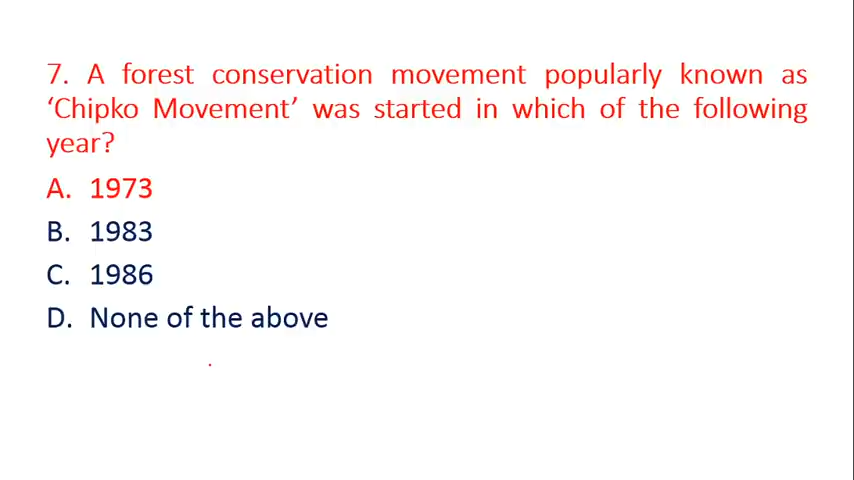 7. A forest conservation movement popularly known as
‘Chipko Movement’ was started in which of the following
year?
A. 1973
B. 1983
C. 1986
D. None of the above